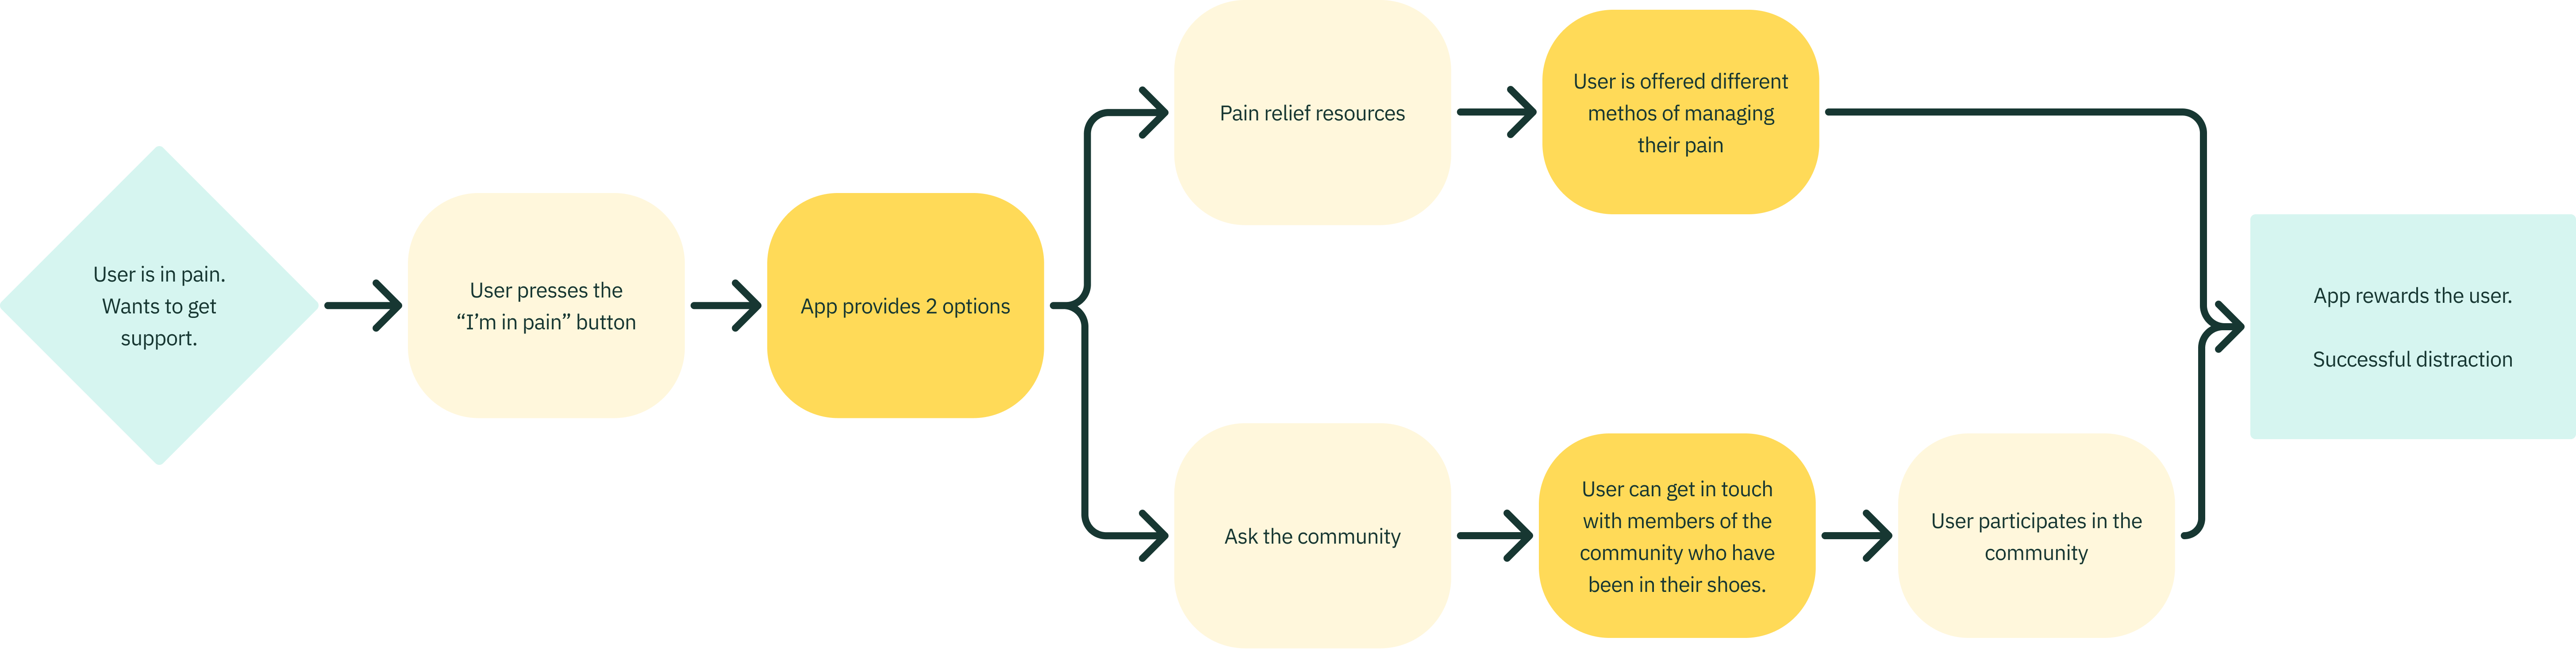 User is in pain.
Wants to get
support.
User presses the
“I’m in pain” button
App provides 2 options
Pain relief resources
User is offered different
methos of managing
their pain
Ask the community
User can get in touch
with members of the
community who have
been in their shoes.
User participates in the
community
App rewards the user.
Successful distraction